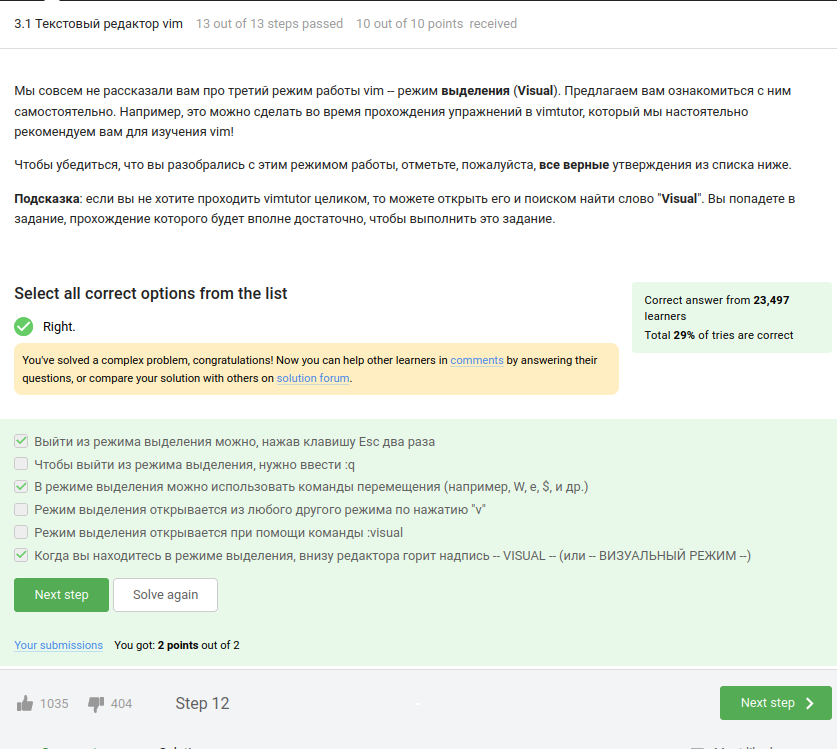 3.1 Текстовый редактор vim 13 out of 13 steps passed 10 out of 10 points received
Мы совсем не рассказали вам про третий режим работы vim -- режим выделения (Visual). Предлагаем вам ознакомиться с ним
самостоятельно. Например, это можно сделать во время прохождения упражнений в vimtutor, который мы настоятельно
рекомендуем вам для изучения vim!
Чтобы убедиться, что вы разобрались с этим режимом работы, отметьте, пожалуйста, все верные утверждения из списка ниже.
Подсказка: если вы не хотите проходить vimtutor целиком, то можете открыть его и поиском найти слово "Visual". Вы попадете в
задание, прохождение которого будет вполне достаточно, чтобы выполнить это задание.
Select all correct options from the list
Correct answer from 23,497
learners
Total 29% of tries are correct
Right.
You've solved a complex problem, congratulations! Now you can help other learners in comments by answering their
questions, or compare your solution with others on solution forum.
Выйти из режима выделения можно, нажав клавишу Esc два раза
Чтобы выйти из режима выделения, нужно ввести :q
В режиме выделения можно использовать команды перемещения (например, W, e, $, и др.)
Режим выделения открывается из любого другого режима по нажатию "v"
Режим выделения открывается при помощи команды :visual
Когда вы находитесь в режиме выделения, внизу редактора горит надпись -- VISUAL -- (или -- ВИЗУАЛЬНЫЙ РЕЖИМ --)
Next step Solve again
Your submissions You got: 2 points out of 2
1035 404 Step 12 Next step